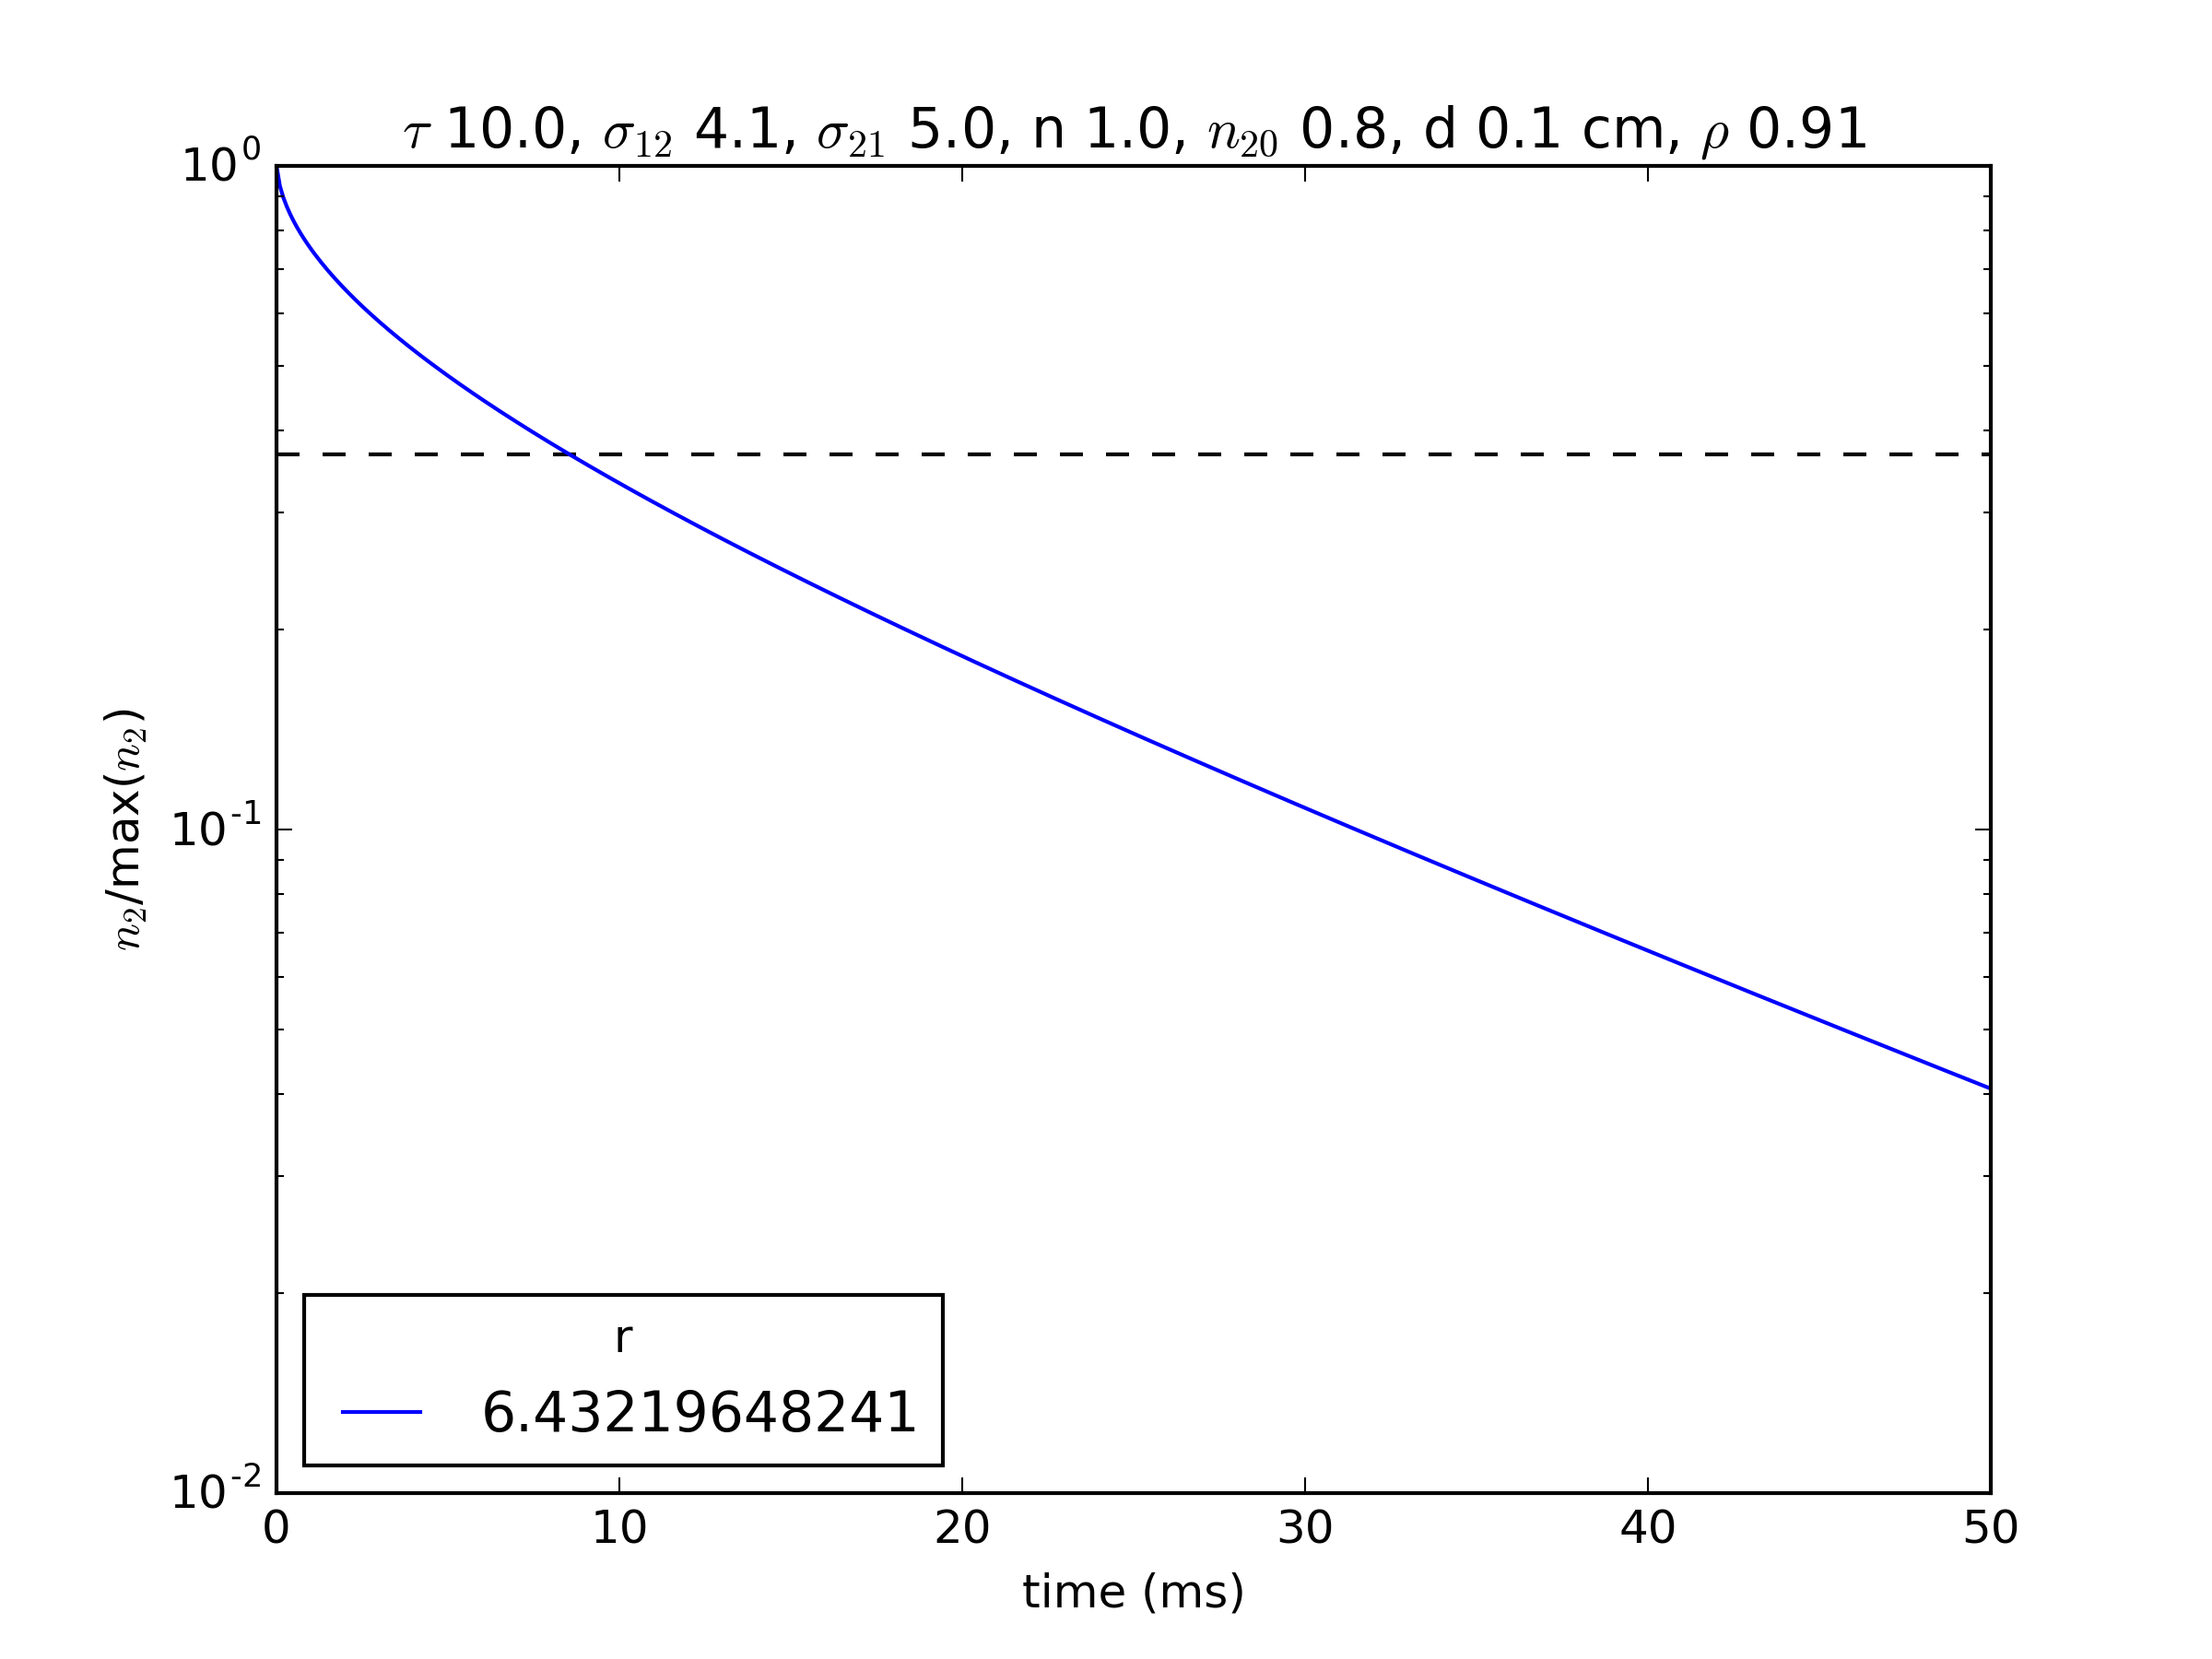 τ 10.0, σ₁₂ 4.1, σ₂₁ 5.0, n 1.0, n₂₀ 0.8, d 0.1 cm, ρ 0.91
10⁰
10⁻¹
10⁻²
n₂/max(n₂)
r
6.43219648241
0 10 20 30 40 50
time (ms)